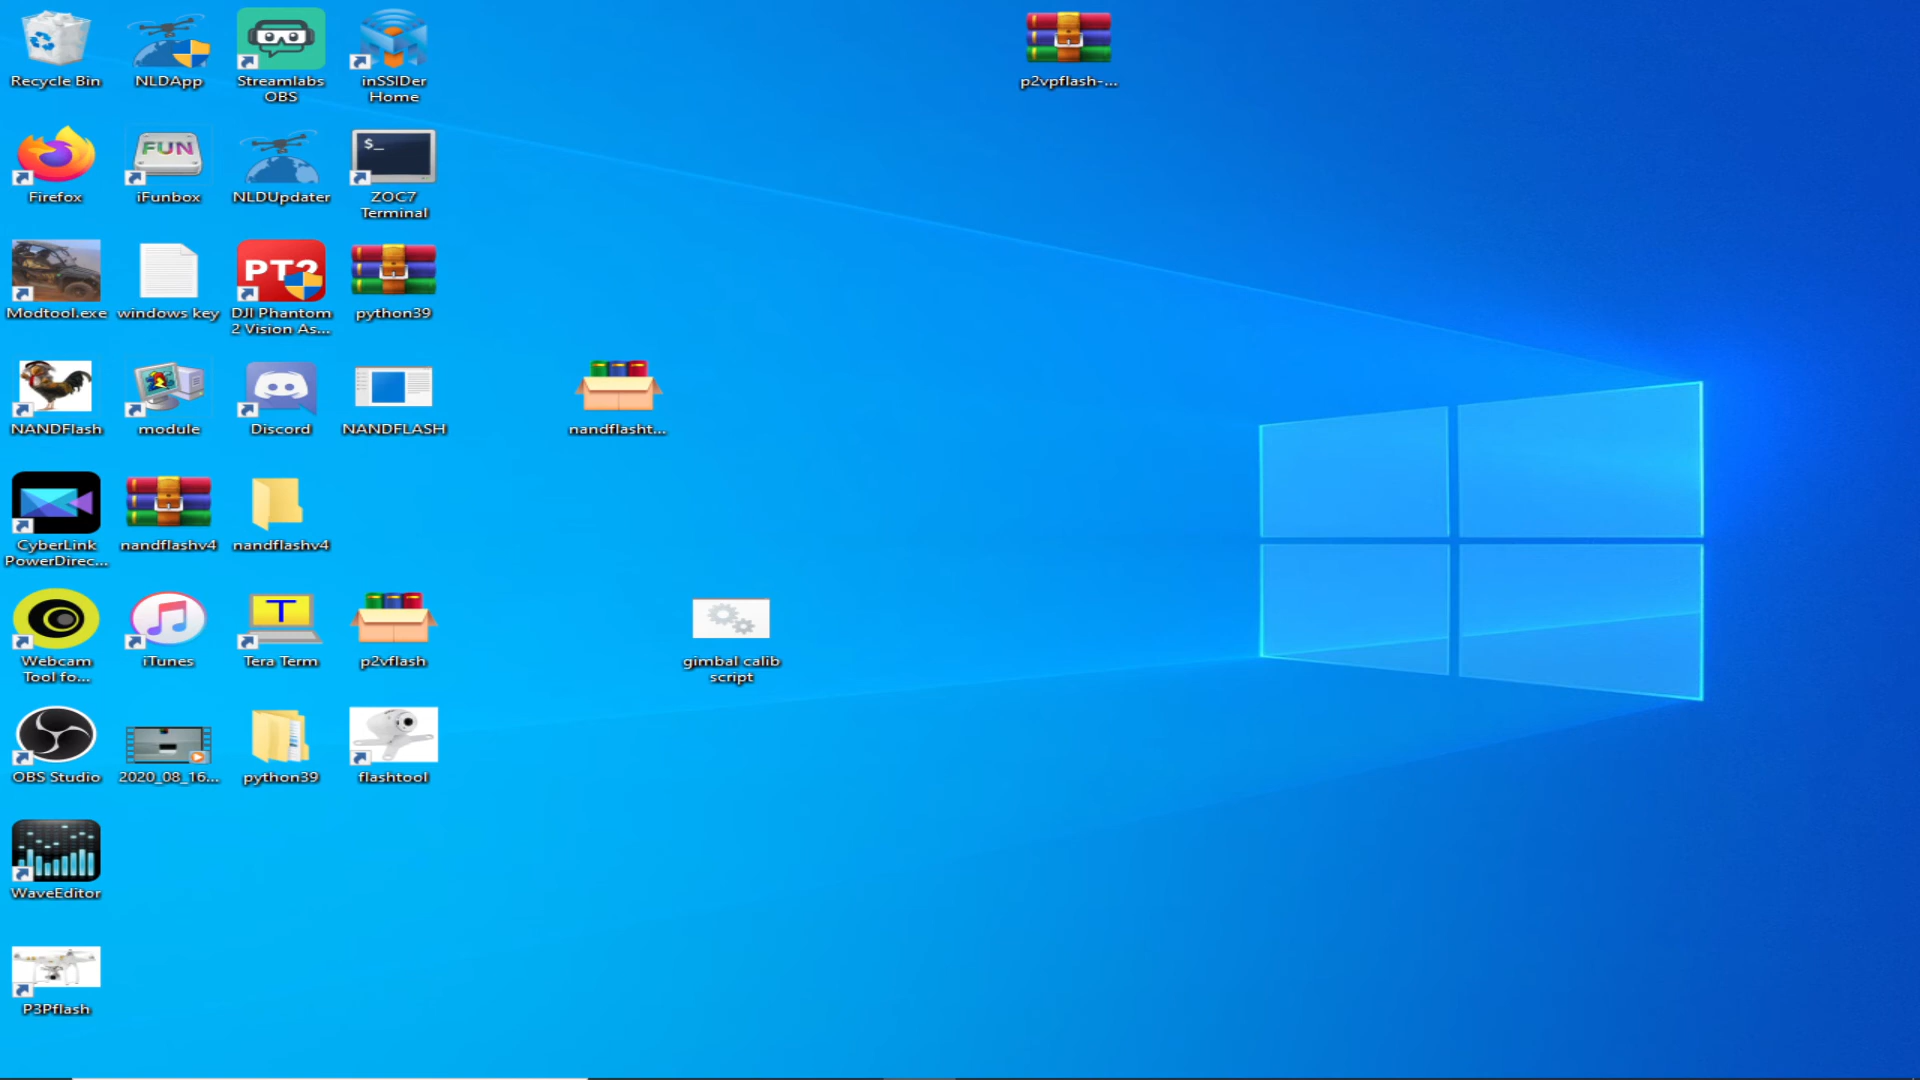 Recycle Bin
NLDApp
Streamlabs
OBS
inSSIDer
Home
p2vpflash-...
Firefox
FUN
iFunbox
NLDUpdater
$_
ZOC7
Terminal
Modtool.exe
windows key
PT2
DJI Phantom
2 Vision As...
python39
NANDFlash
module
Discord
NANDFLASH
nandflasht...
CyberLink
PowerDirec...
nandflashv4
nandflashv4
Webcam
Tool fo...
iTunes
T
Tera Term
p2vflash
gimbal calib
script
OBS Studio
2020_08_16...
python39
flashtool
WaveEditor
P3Pflash